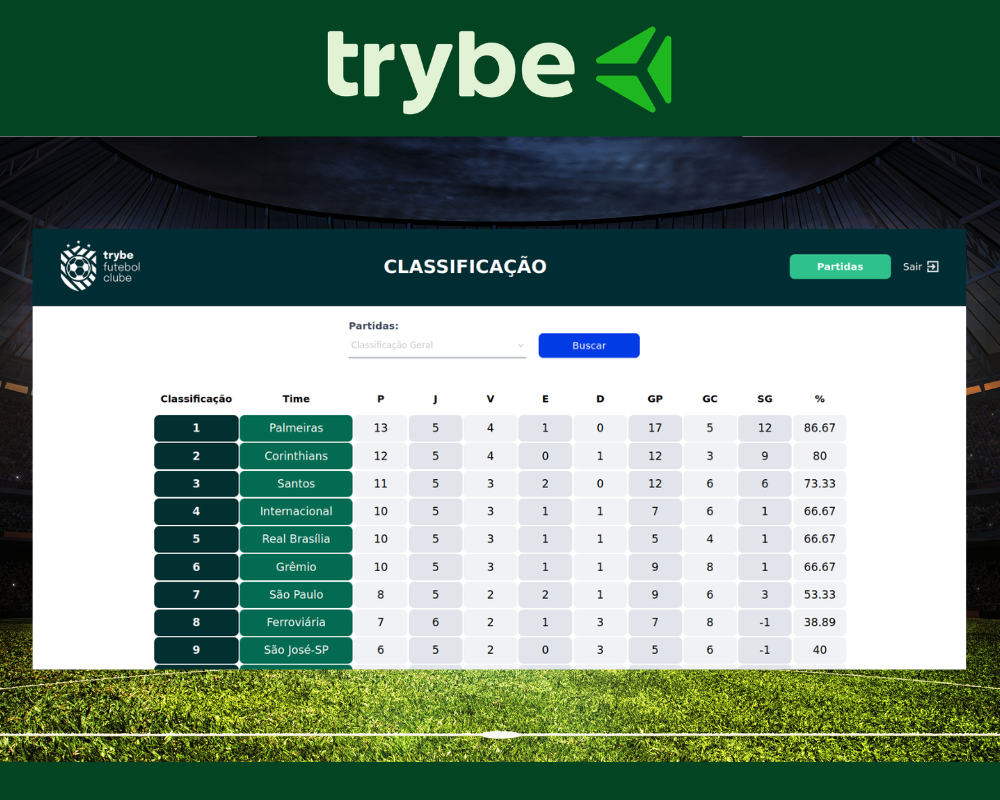 trybe
trybe
futebol
clube
CLASSIFICAÇÃO
Partidas
Sair
Partidas:
Classificação Geral
Buscar
Classificação Time P J V E D GP GC SG %
1 Palmeiras 13 5 4 1 0 17 5 12 86.67
2 Corinthians 12 5 4 0 1 12 3 9 80
3 Santos 11 5 3 2 0 12 6 6 73.33
4 Internacional 10 5 3 1 1 7 6 1 66.67
5 Real Brasília 10 5 3 1 1 5 4 1 66.67
6 Grêmio 10 5 3 1 1 9 8 1 66.67
7 São Paulo 8 5 2 2 1 9 6 3 53.33
8 Ferroviária 7 6 2 1 3 7 8 -1 38.89
9 São José-SP 6 5 2 0 3 5 6 -1 40